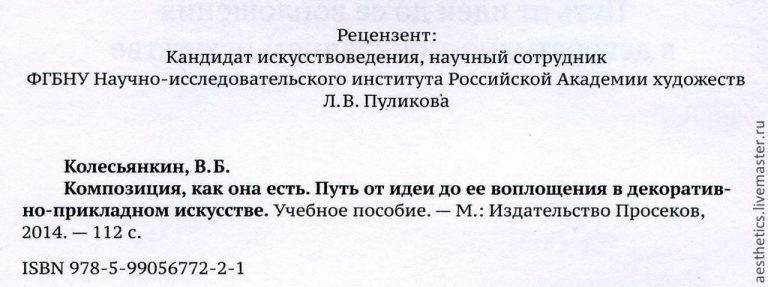 Рецензент:
Кандидат искусствоведения, научный сотрудник
ФГБНУ Научно-исследовательского института Российской Академии художеств
Л.В. Пуликова
Колесьянкин, В.Б.
Композиция, как она есть. Путь от идеи до ее воплощения в декоратив-
но-прикладном искусстве. Учебное пособие. — М.: Издательство Просеков,
2014. — 112 с.
ISBN 978-5-99056772-2-1
aesthetics.livemaster.ru